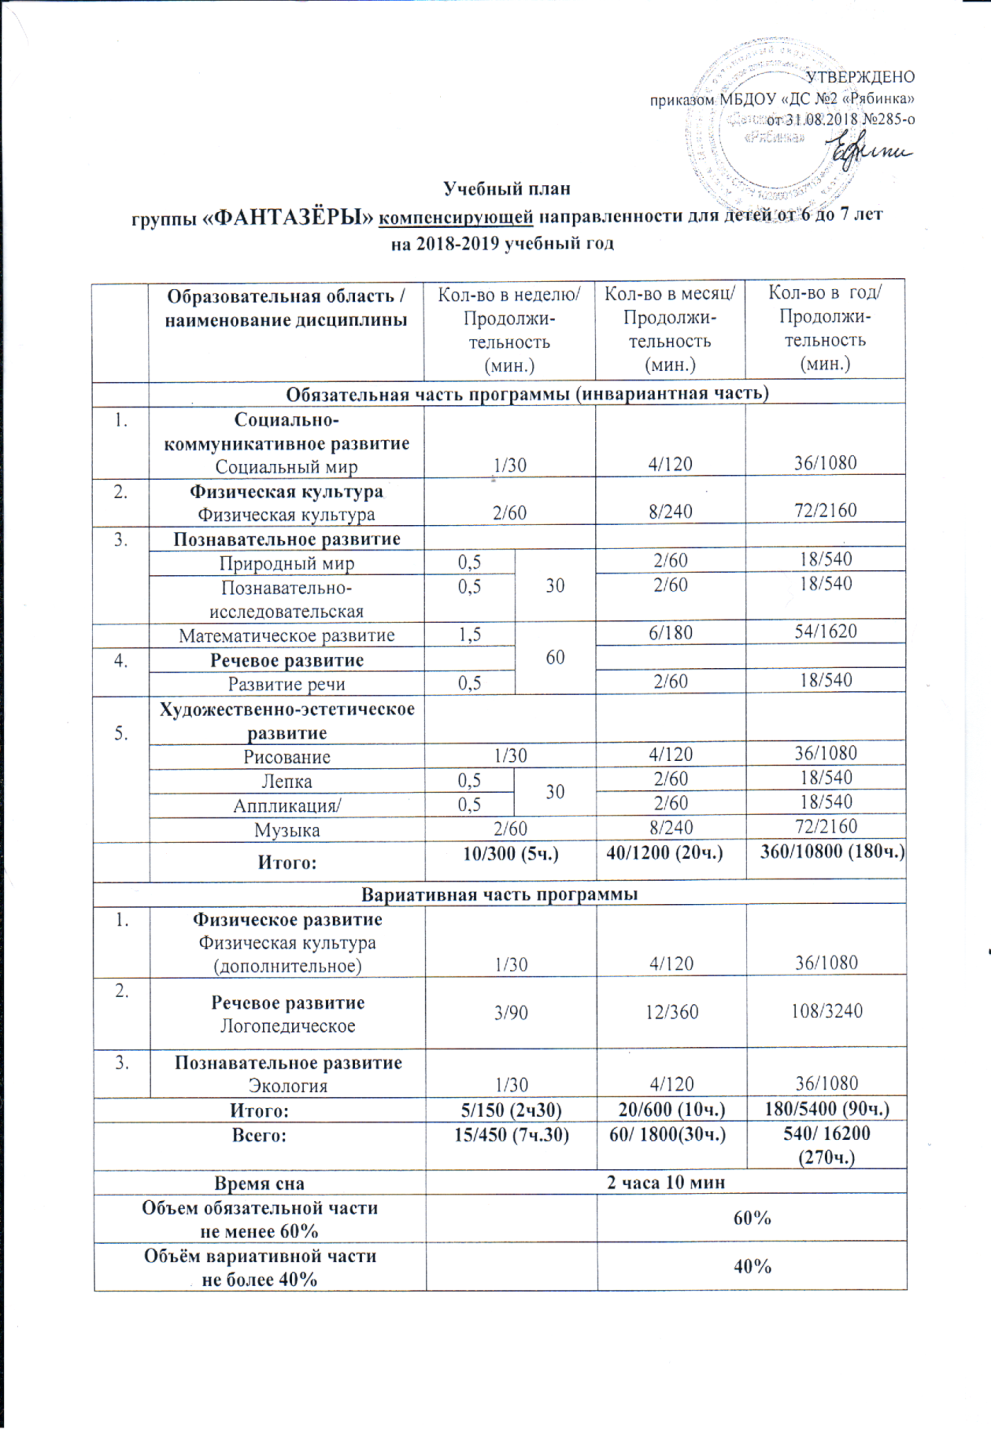 УТВЕРЖДЕНО
приказом МБДОУ «ДС №2 «Рябинка»
от 31.08.2018 №285-о
«Рябинка»
Учебный план
группы «ФАНТАЗЁРЫ» компенсирующей направленности для детей от 6 до 7 лет
на 2018-2019 учебный год
Образовательная область / наименование дисциплины Кол-во в неделю/ Продолжи-тельность (мин.) Кол-во в месяц/ Продолжи-тельность (мин.) Кол-во в год/ Продолжи-тельность (мин.)
Обязательная часть программы (инвариантная часть)
1. Социально-
коммуникативное развитие
Социальный мир 1/30 4/120 36/1080
2. Физическая культура
Физическая культура 2/60 8/240 72/2160
3. Познавательное развитие
Природный мир 0,5 30 2/60 18/540
Познавательно- 0,5 2/60 18/540
исследовательская
Математическое развитие 1,5 60 6/180 54/1620
4. Речевое развитие
Развитие речи 0,5 2/60 18/540
Художественно-эстетическое
5. развитие
Рисование 1/30 4/120 36/1080
Лепка 0,5 30 2/60 18/540
Аппликация/ 0,5 2/60 18/540
Музыка 2/60 8/240 72/2160
Итого: 10/300 (5ч.) 40/1200 (20ч.) 360/10800 (180ч.)
Вариативная часть программы
1. Физическое развитие
Физическая культура
(дополнительное) 1/30 4/120 36/1080
2. Речевое развитие
Логопедическое 3/90 12/360 108/3240
3. Познавательное развитие
Экология 1/30 4/120 36/1080
Итого: 5/150 (2ч30) 20/600 (10ч.) 180/5400 (90ч.)
Всего: 15/450 (7ч.30) 60/ 1800(30ч.) 540/ 16200
(270ч.)
Время сна 2 часа 10 мин
Объем обязательной части
не менее 60% 60%
Объём вариативной части
не более 40% 40%